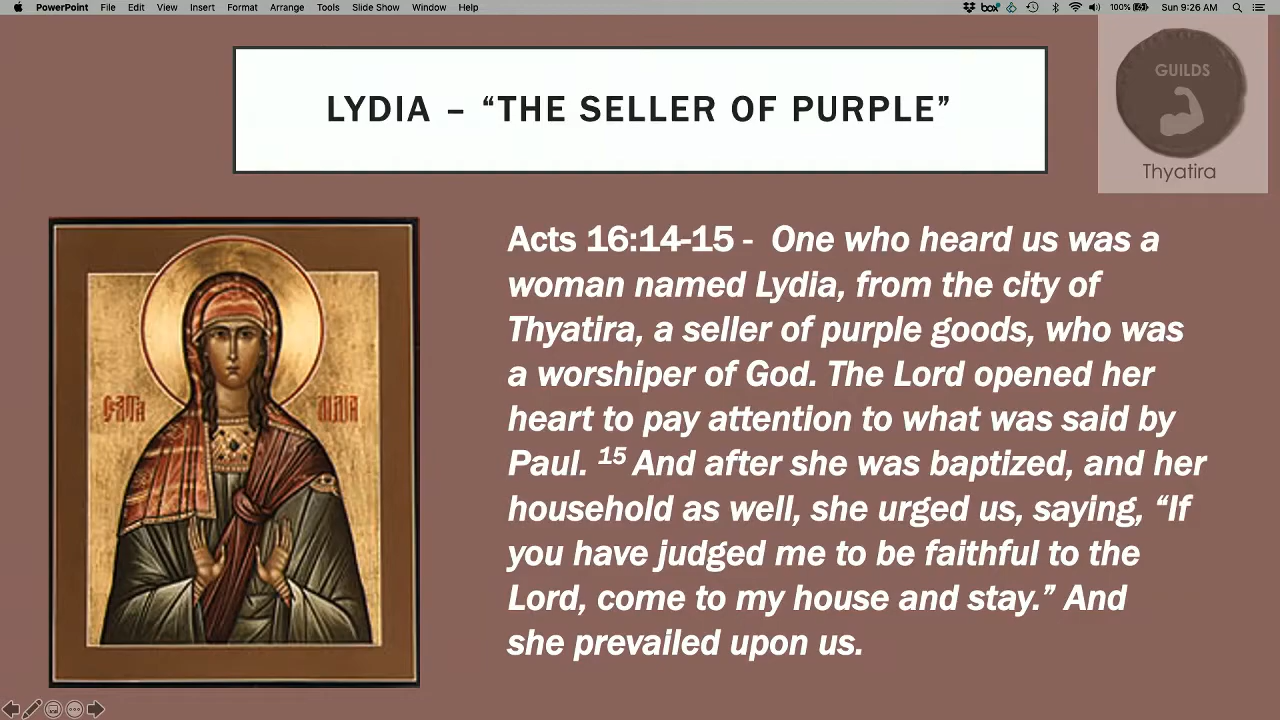 PowerPoint File Edit View Insert Format Arrange Tools Slide Show Window Help box 100% Sun 9:26 AM
LYDIA – “THE SELLER OF PURPLE”
GUILDS
Thyatira
Acts 16:14-15 - One who heard us was a
woman named Lydia, from the city of
Thyatira, a seller of purple goods, who was
a worshiper of God. The Lord opened her
heart to pay attention to what was said by
Paul. 15 And after she was baptized, and her
household as well, she urged us, saying, “If
you have judged me to be faithful to the
Lord, come to my house and stay.” And
she prevailed upon us.